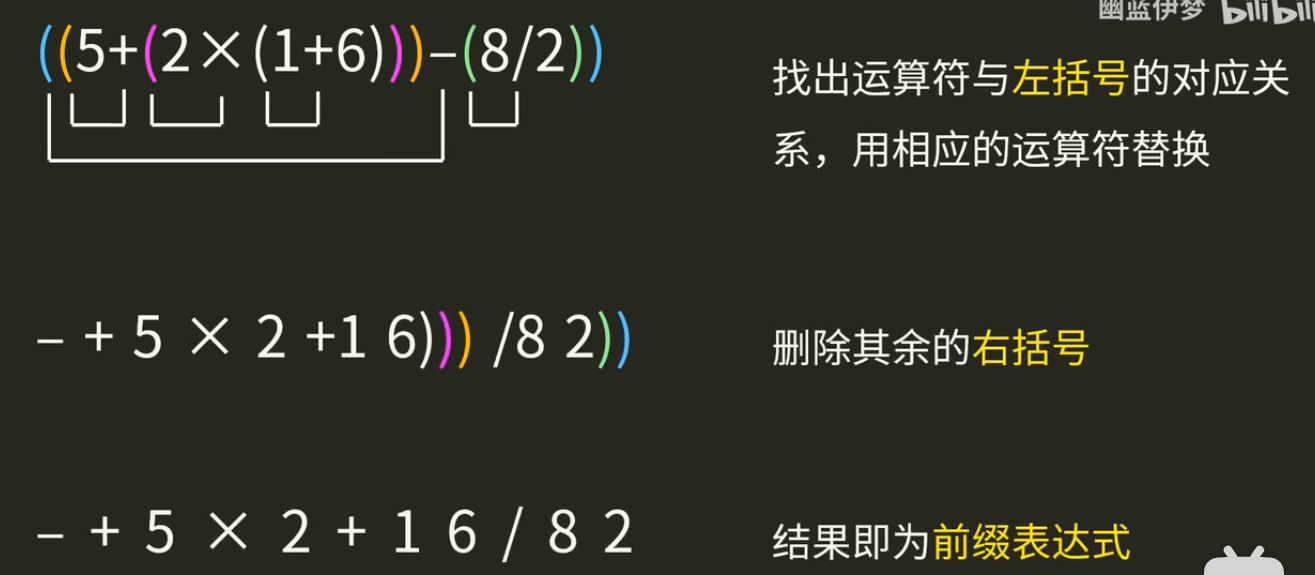 幽蓝伊梦 bilibili
((5+(2×(1+6)))−(8/2))
找出运算符与左括号的对应关
系，用相应的运算符替换
− + 5 × 2 +1 6))) /8 2))
删除其余的右括号
− + 5 × 2 + 1 6 / 8 2
结果即为前缀表达式